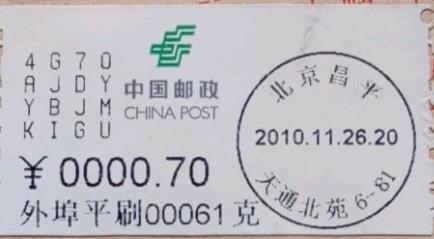 4G70
AJDY
YBJM
KIGU
中国邮政
CHINA POST
¥0000.70
外埠平刷00061克
北京昌平
2010.11.26.20
天通北苑6-81